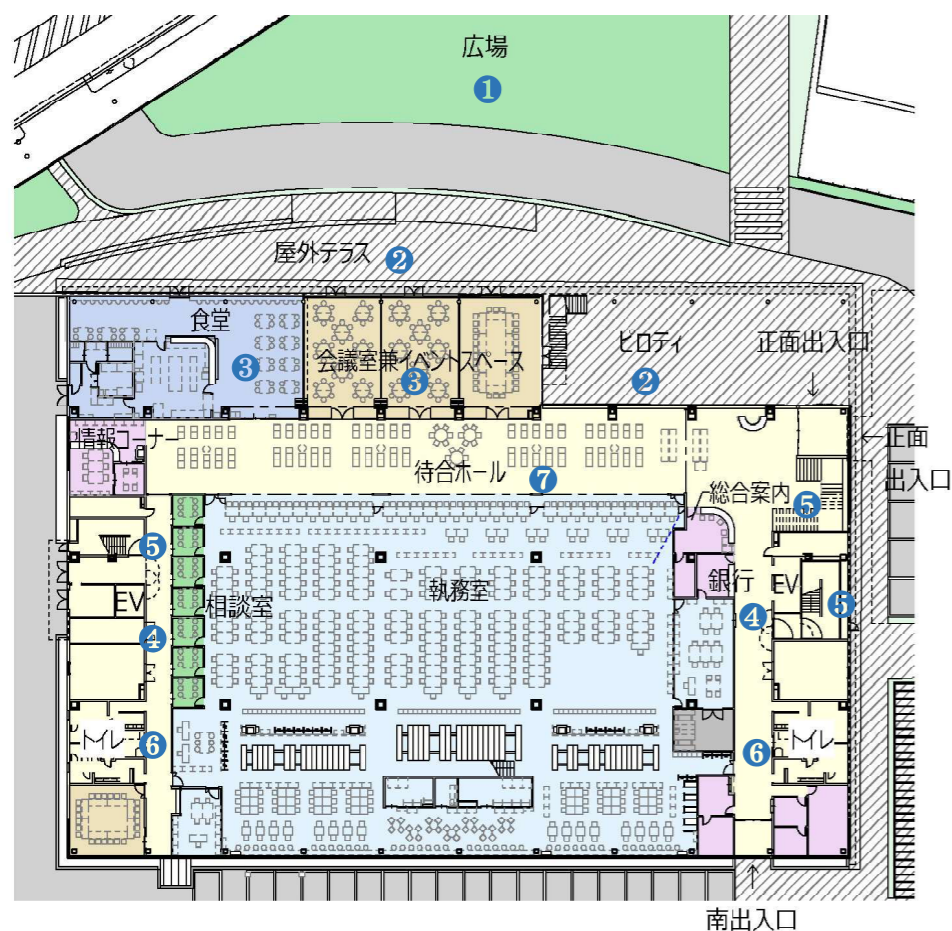 広場
❶
屋外テラス ❷
食堂
❸
会議室兼イベントスペース
❸
ピロティ
❷
正面出入口
情報コーナー
正面
出入口
待合ホール
❼
総合案内
❺
❺
EV
相談室
執務室
銀行
EV
❺
❹
❹
トイレ
❻
トイレ
❻
南出入口